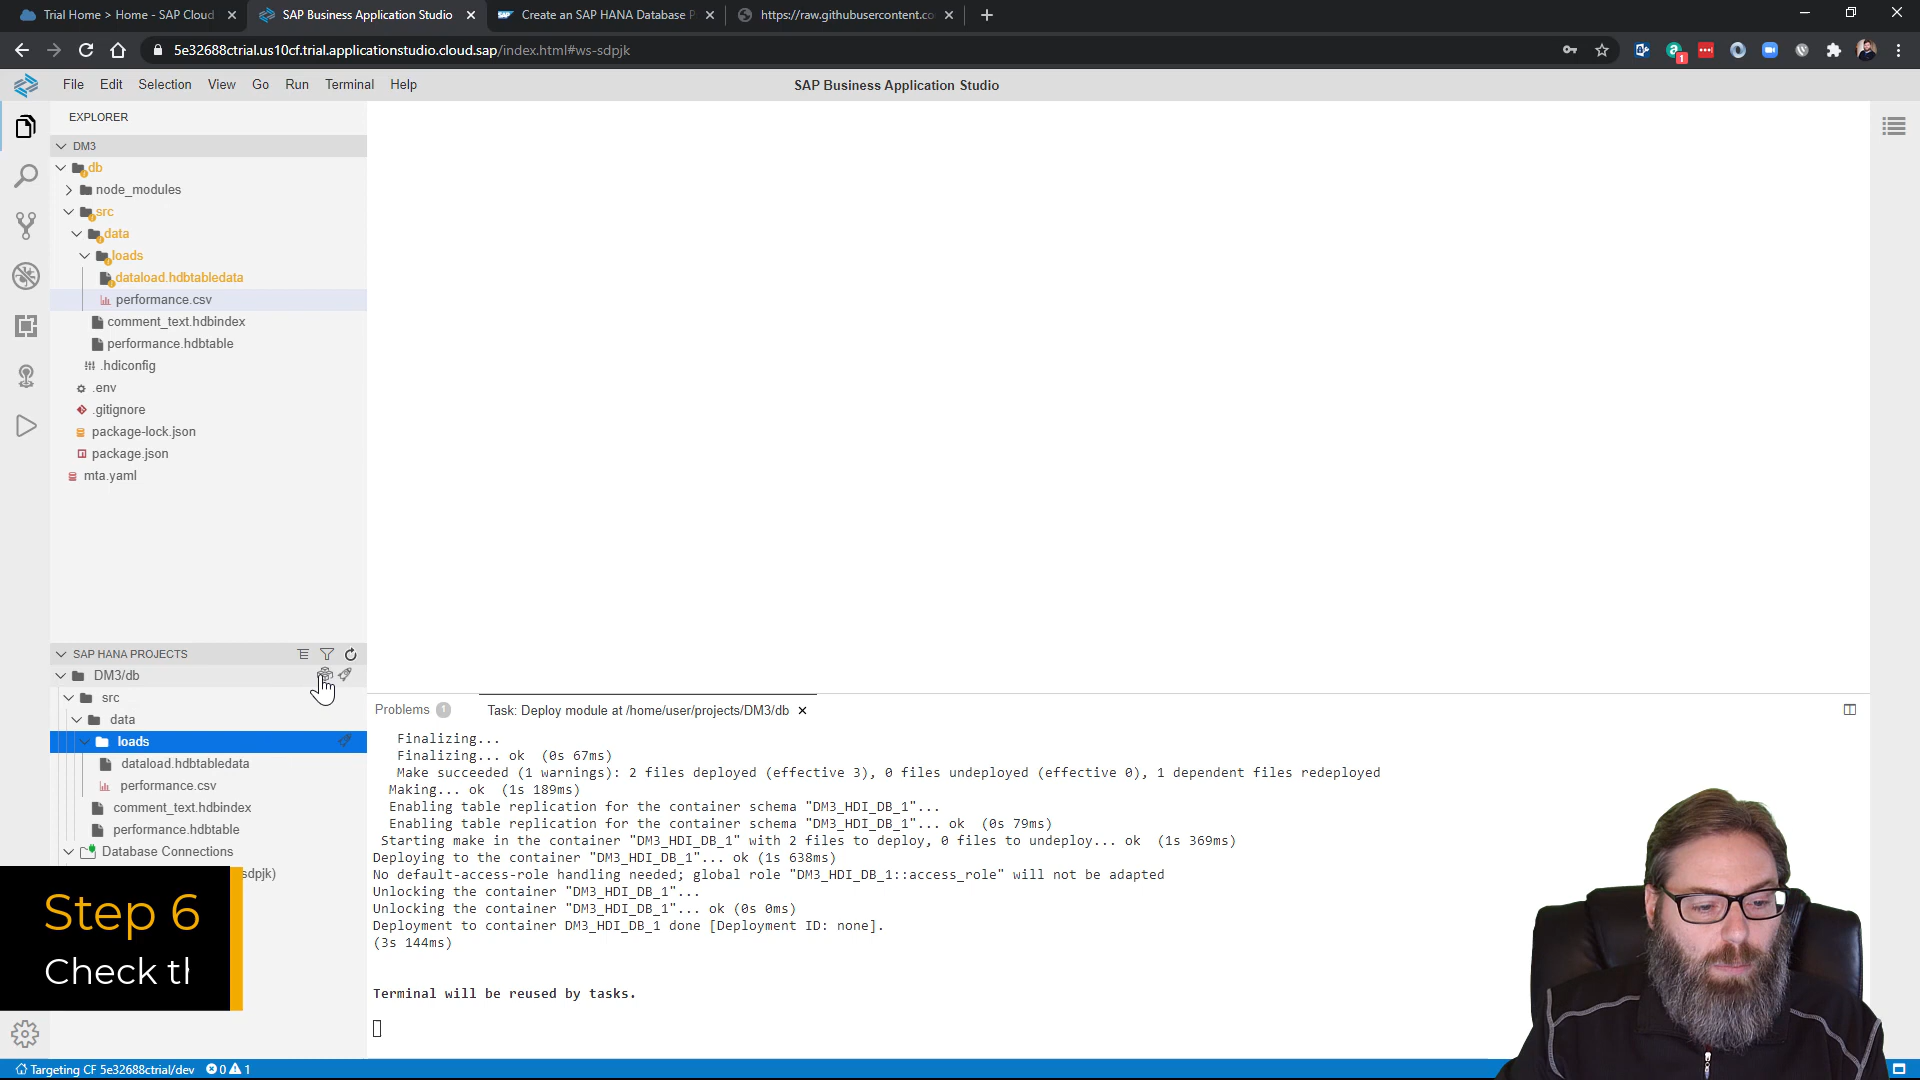 Trial Home > Home - SAP Cloud
SAP Business Application Studio
Create an SAP HANA Database P
https://raw.githubusercontent.co
5e32688ctrial.us10cf.trial.applicationstudio.cloud.sap/index.html#ws-sdpjk
1
File Edit Selection View Go Run Terminal Help
SAP Business Application Studio
EXPLORER
DM3
db
node_modules
src
data
loads
dataload.hdbtabledata
performance.csv
comment_text.hdbindex
performance.hdbtable
.hdiconfig
.env
.gitignore
package-lock.json
package.json
mta.yaml
SAP HANA PROJECTS
DM3/db
src
data
loads
dataload.hdbtabledata
performance.csv
comment_text.hdbindex
performance.hdbtable
Database Connections
sdpjk)
Step 6
Check th
Problems 1
Task: Deploy module at /home/user/projects/DM3/db
Finalizing...
Finalizing... ok (0s 67ms)
Make succeeded (1 warnings): 2 files deployed (effective 3), 0 files undeployed (effective 0), 1 dependent files redeployed
Making... ok (1s 189ms)
Enabling table replication for the container schema "DM3_HDI_DB_1"...
Enabling table replication for the container schema "DM3_HDI_DB_1"... ok (0s 79ms)
Starting make in the container "DM3_HDI_DB_1" with 2 files to deploy, 0 files to undeploy... ok (1s 369ms)
Deploying to the container "DM3_HDI_DB_1"... ok (1s 638ms)
No default-access-role handling needed; global role "DM3_HDI_DB_1::access_role" will not be adapted
Unlocking the container "DM3_HDI_DB_1"...
Unlocking the container "DM3_HDI_DB_1"... ok (0s 0ms)
Deployment to container DM3_HDI_DB_1 done [Deployment ID: none].
(3s 144ms)
Terminal will be reused by tasks.
Targeting CF 5e32688ctrial/dev 0 1